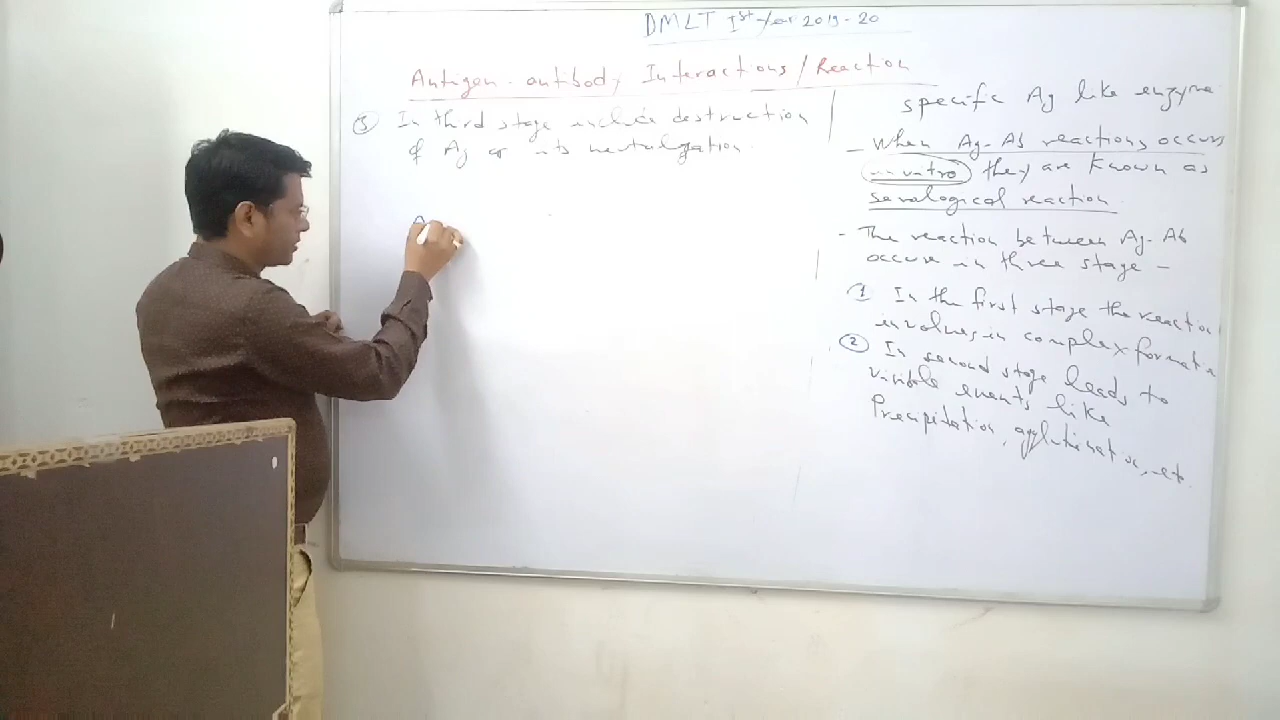 DMLT Ist year 2019-20
Antigen-antibody Interactions/Reaction
③ In third stage include destruction
of Ag or its neutralization.
A
specific Ag like enzyme
- When Ag-Ab reactions occurs
in vitro they are known as
serological reaction.
- The reaction between Ag-Ab
occure in three stage -
① In the first stage the reaction
involves in complex formatio
② In second stage leads to
visible events like
Precipitation, agglutination, etc.